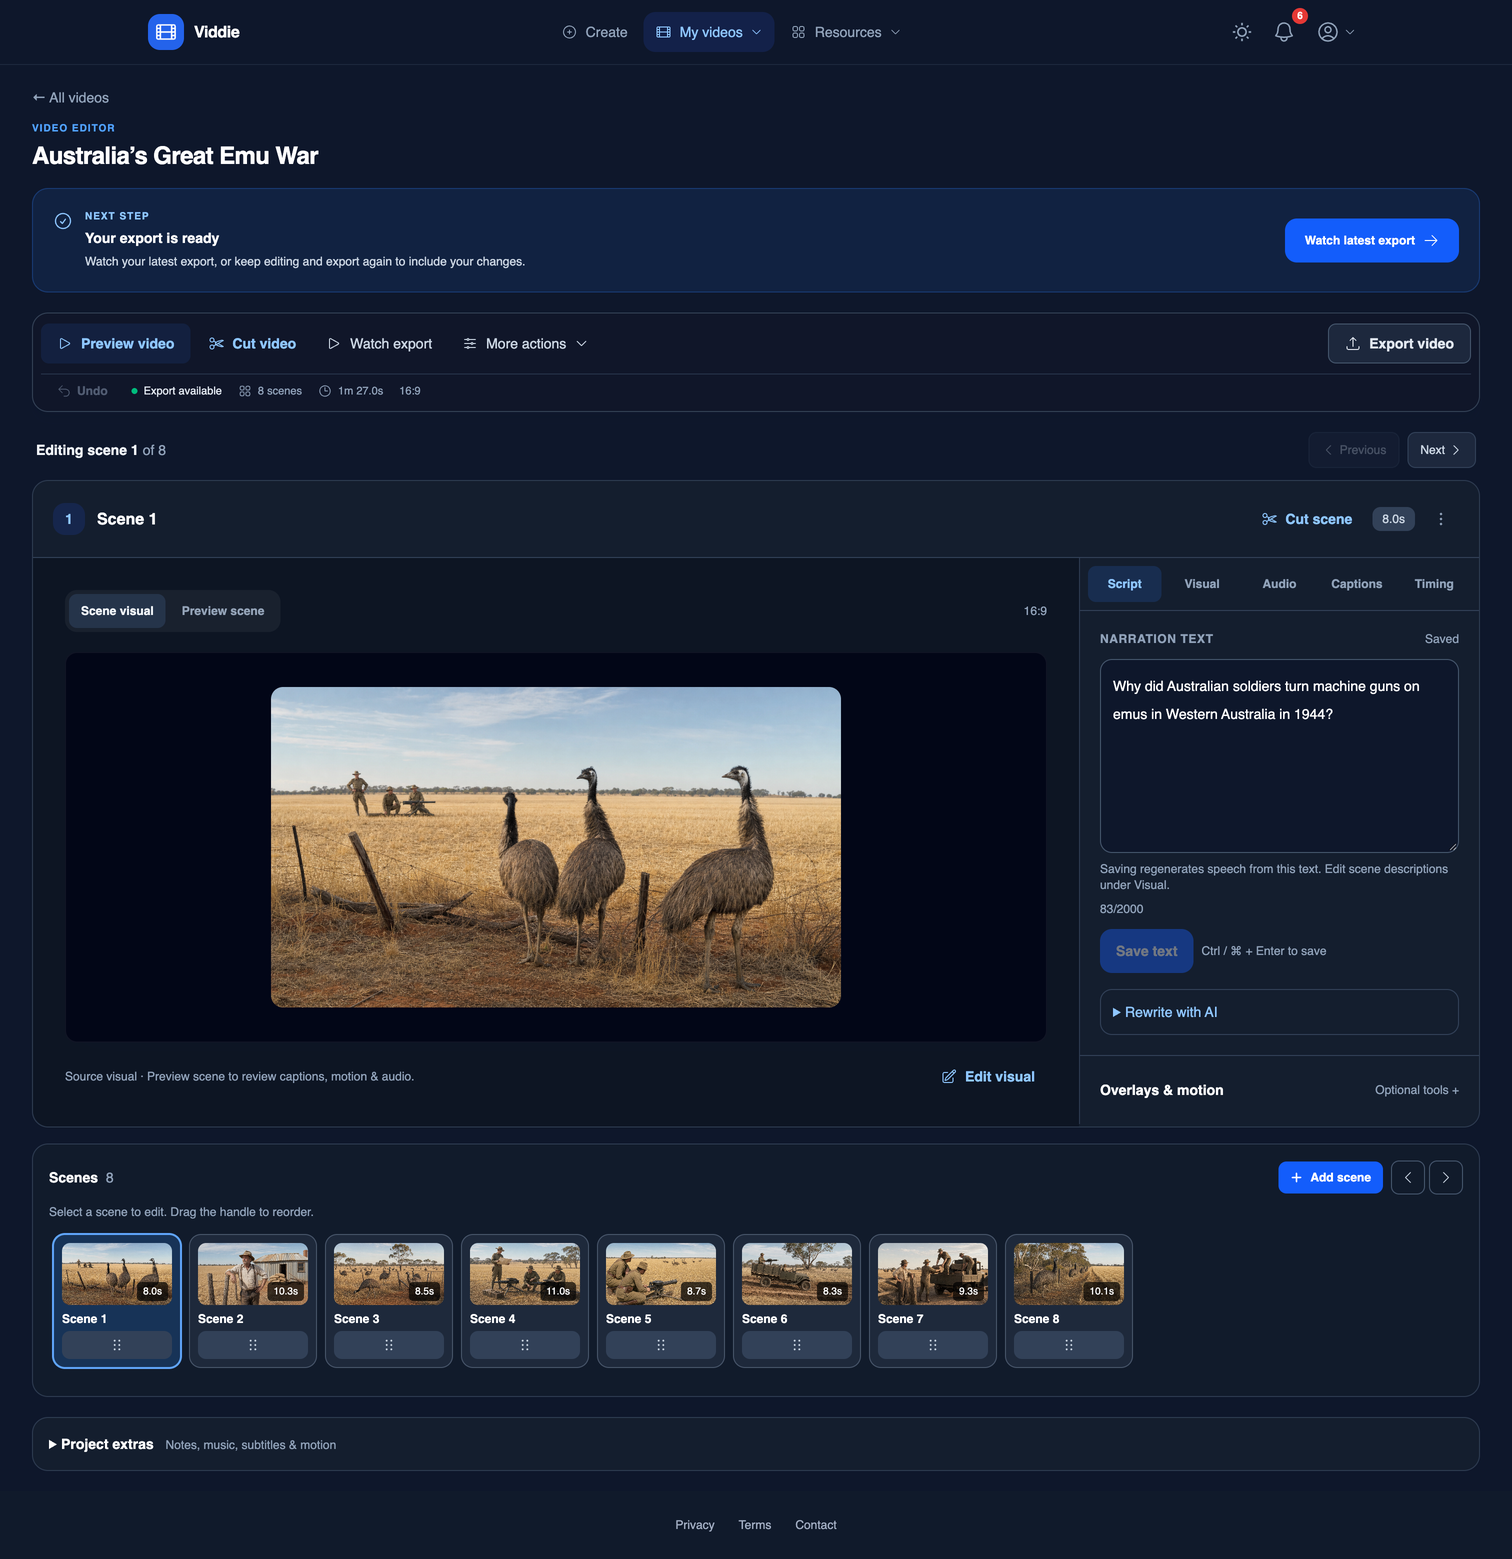 Viddie
Create
My videos
Resources
6
← All videos
VIDEO EDITOR
Australia’s Great Emu War
NEXT STEP
Your export is ready
Watch your latest export, or keep editing and export again to include your changes.
Watch latest export →
Preview video
Cut video
Watch export
More actions
Export video
Undo
Export available
8 scenes
1m 27.0s
16:9
Editing scene 1 of 8
Previous
Next
1
Scene 1
Cut scene
8.0s
Scene visual
Preview scene
16:9
Script
Visual
Audio
Captions
Timing
NARRATION TEXT
Saved
Why did Australian soldiers turn machine guns on
emus in Western Australia in 1944?
Saving regenerates speech from this text. Edit scene descriptions
under Visual.
83/2000
Save text
Ctrl / ⌘ + Enter to save
Rewrite with AI
Source visual · Preview scene to review captions, motion & audio.
Edit visual
Overlays & motion
Optional tools +
Scenes 8
+ Add scene
Select a scene to edit. Drag the handle to reorder.
8.0s
Scene 1
10.3s
Scene 2
8.5s
Scene 3
11.0s
Scene 4
8.7s
Scene 5
8.3s
Scene 6
9.3s
Scene 7
10.1s
Scene 8
Project extras
Notes, music, subtitles & motion
Privacy
Terms
Contact